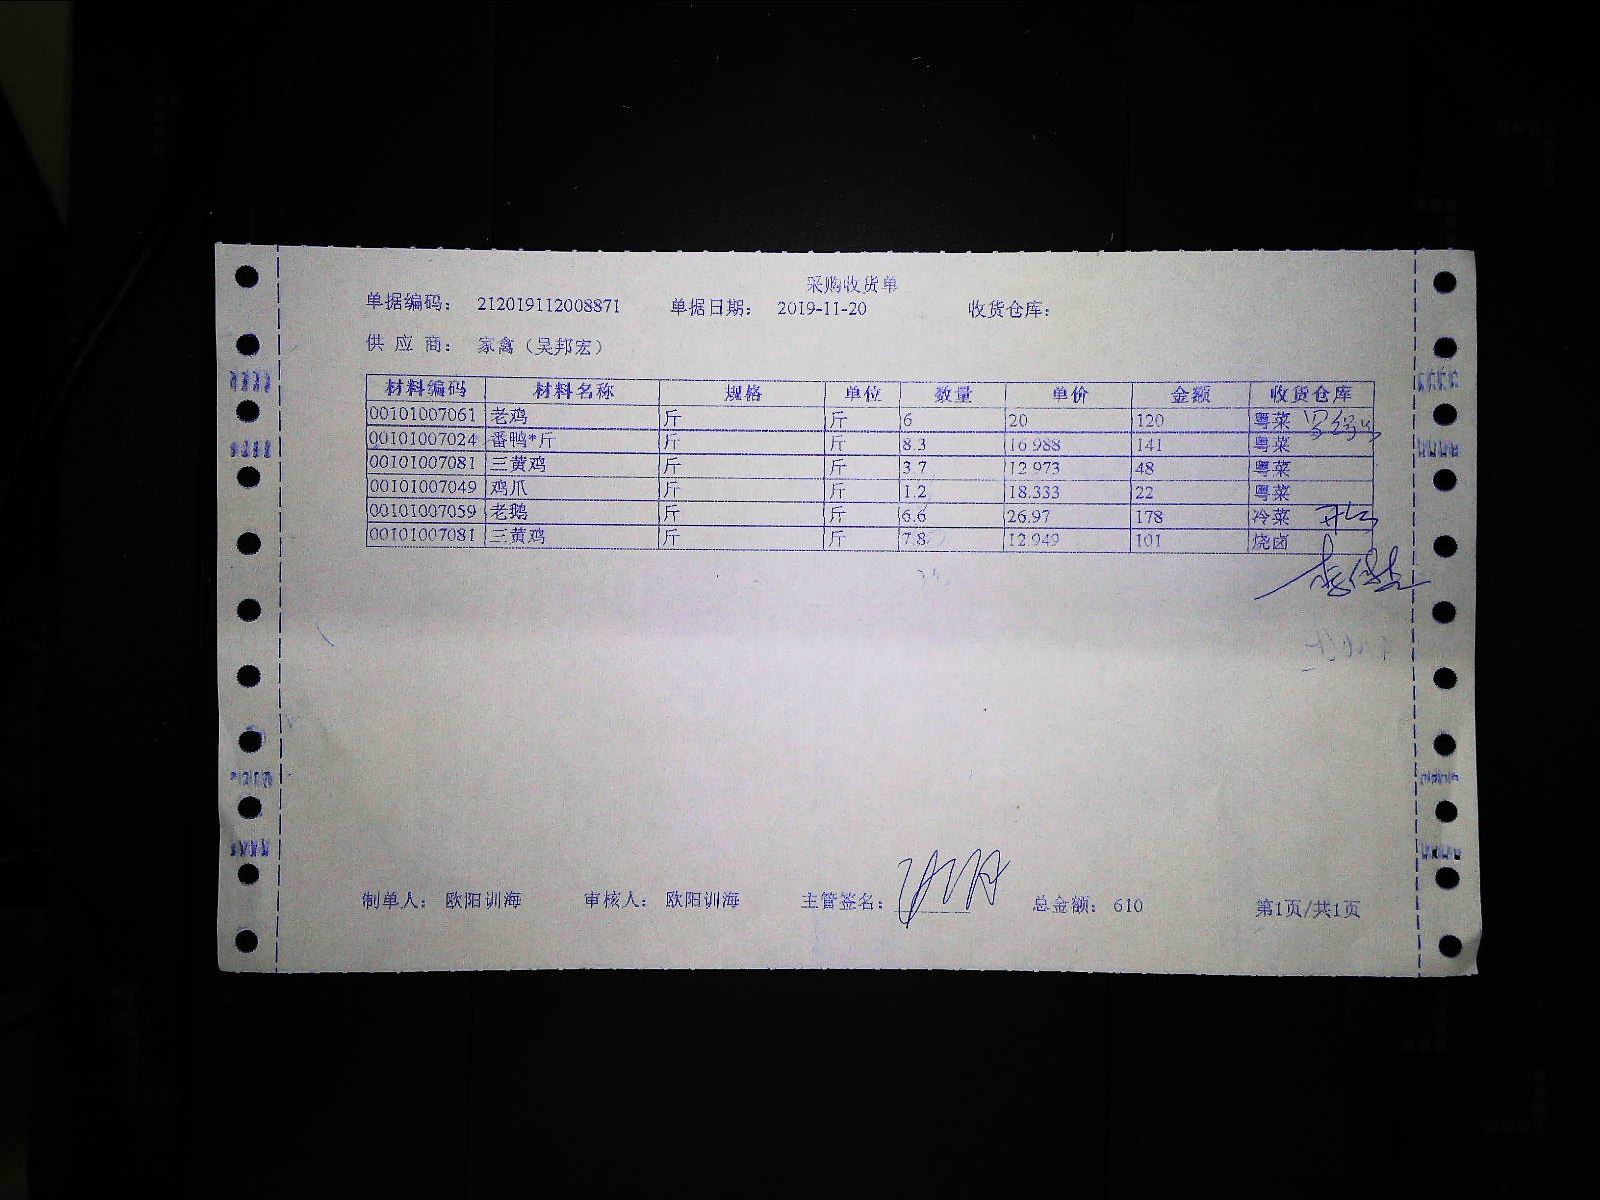 采购收货单
单据编码： 212019112008871 单据日期： 2019-11-20 收货仓库：
供 应 商： 家禽（吴邦宏）
材料编码 材料名称 规格 单位 数量 单价 金额 收货仓库
00101007061 老鸡 斤 斤 6 20 120 粤菜
00101007024 番鸭*斤 斤 斤 8.3 16.988 141 粤菜
00101007081 三黄鸡 斤 斤 3.7 12.973 48 粤菜
00101007049 鸡爪 斤 斤 1.2 18.333 22 粤菜
00101007059 老鹅 斤 斤 6.6 26.97 178 冷菜
00101007081 三黄鸡 斤 斤 7.8 12.949 101 烧卤
制单人： 欧阳训海 审核人： 欧阳训海 主管签名： 总金额： 610 第1页/共1页